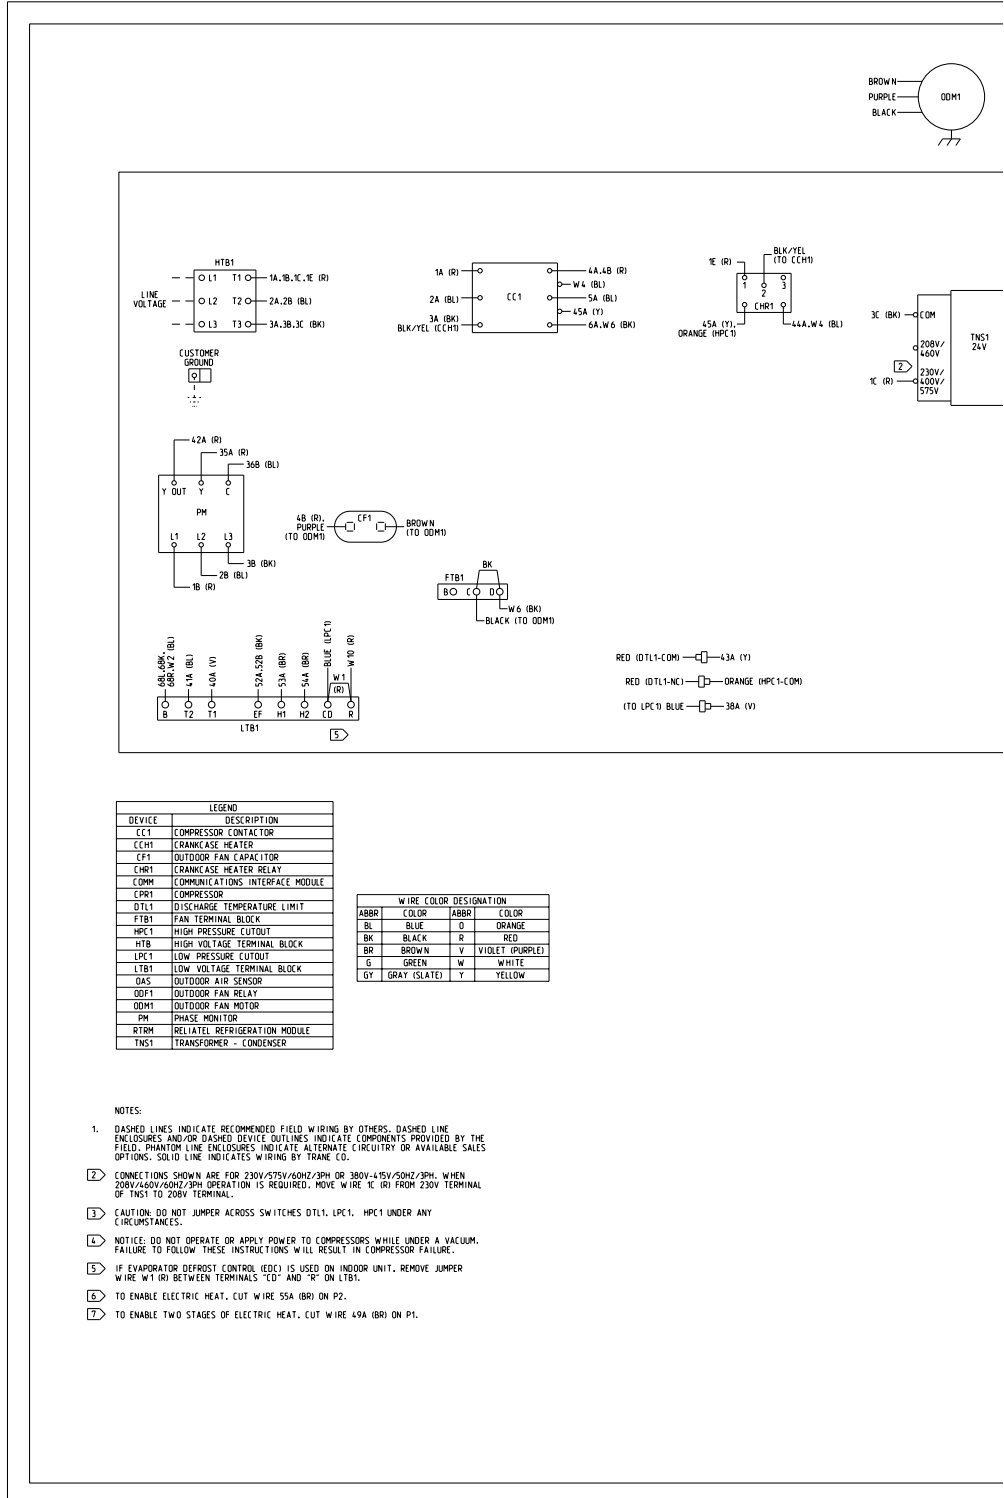 BROWN
PURPLE
BLACK
ODM1
HTB1
L1 T1 1A,1B,1C,1E (R)
LINE
VOLTAGE
L2 T2 2A,2B (BL)
L3 T3 3A,3B,3C (BK)
CUSTOMER
GROUND
1A (R)
2A (BL)
3A (BK)
BLK/YEL (CCH1)
CC1
4A,4B (R)
W4 (BL)
5A (BL)
45A (Y)
6A,W6 (BK)
1E (R)
BLK/YEL
(TO CCH1)
1 2 3
CHR1
45A (Y),
ORANGE (HPC1)
44A,W4 (BL)
3C (BK)
COM
208V/
460V
2
230V/
400V/
575V
1C (R)
TNS1
24V
42A (R)
35A (R)
36B (BL)
Y OUT Y C
PM
L1 L2 L3
3B (BK)
2B (BL)
1B (R)
4B (R),
PURPLE
(TO ODM1)
CF1
BROWN
(TO ODM1)
BK
FTB1
B C D
W6 (BK)
BLACK (TO ODM1)
68L,68K,
68R,W2 (BL)
41A (BL)
40A (V)
52A,52B (BK)
53A (BR)
54A (BR)
BLUE (LPC1)
W10 (R)
W1
(R)
B T2 T1 EF H1 H2 CD R
LTB1
5
RED (DTL1-COM) 43A (Y)
RED (DTL1-NC) ORANGE (HPC1-COM)
(TO LPC1) BLUE 38A (V)
LEGEND
DEVICE DESCRIPTION
CC1 COMPRESSOR CONTACTOR
CCH1 CRANKCASE HEATER
CF1 OUTDOOR FAN CAPACITOR
CHR1 CRANKCASE HEATER RELAY
COMM COMMUNICATIONS INTERFACE MODULE
CPR1 COMPRESSOR
DTL1 DISCHARGE TEMPERATURE LIMIT
FTB1 FAN TERMINAL BLOCK
HPC1 HIGH PRESSURE CUTOUT
HTB HIGH VOLTAGE TERMINAL BLOCK
LPC1 LOW PRESSURE CUTOUT
LTB1 LOW VOLTAGE TERMINAL BLOCK
OAS OUTDOOR AIR SENSOR
ODF1 OUTDOOR FAN RELAY
ODM1 OUTDOOR FAN MOTOR
PM PHASE MONITOR
RTRM RELIATEL REFRIGERATION MODULE
TNS1 TRANSFORMER - CONDENSER
WIRE COLOR DESIGNATION
ABBR COLOR ABBR COLOR
BL BLUE O ORANGE
BK BLACK R RED
BR BROWN V VIOLET (PURPLE)
G GREEN W WHITE
GY GRAY (SLATE) Y YELLOW
NOTES:
1. DASHED LINES INDICATE RECOMMENDED FIELD WIRING BY OTHERS. DASHED LINE
ENCLOSURES AND/OR DASHED DEVICE OUTLINES INDICATE COMPONENTS PROVIDED BY THE
FIELD. PHANTOM LINE ENCLOSURES INDICATE ALTERNATE CIRCUITRY OR AVAILABLE SALES
OPTIONS. SOLID LINE INDICATES WIRING BY TRANE CO.
2 CONNECTIONS SHOWN ARE FOR 230V/575V/60HZ/3PH OR 380V-415V/50HZ/3PH. WHEN
208V/460V/60HZ/3PH OPERATION IS REQUIRED, MOVE WIRE 1C (R) FROM 230V TERMINAL
OF TNS1 TO 208V TERMINAL.
3 CAUTION: DO NOT JUMPER ACROSS SWITCHES DTL1, LPC1, HPC1 UNDER ANY
CIRCUMSTANCES.
4 NOTICE: DO NOT OPERATE OR APPLY POWER TO COMPRESSORS WHILE UNDER A VACUUM.
FAILURE TO FOLLOW THESE INSTRUCTIONS WILL RESULT IN COMPRESSOR FAILURE.
5 IF EVAPORATOR DEFROST CONTROL (EDC) IS USED ON INDOOR UNIT, REMOVE JUMPER
WIRE W1 (R) BETWEEN TERMINALS "CD" AND "R" ON LTB1.
6 TO ENABLE ELECTRIC HEAT, CUT WIRE 55A (BR) ON P2.
7 TO ENABLE TWO STAGES OF ELECTRIC HEAT, CUT WIRE 49A (BR) ON P1.